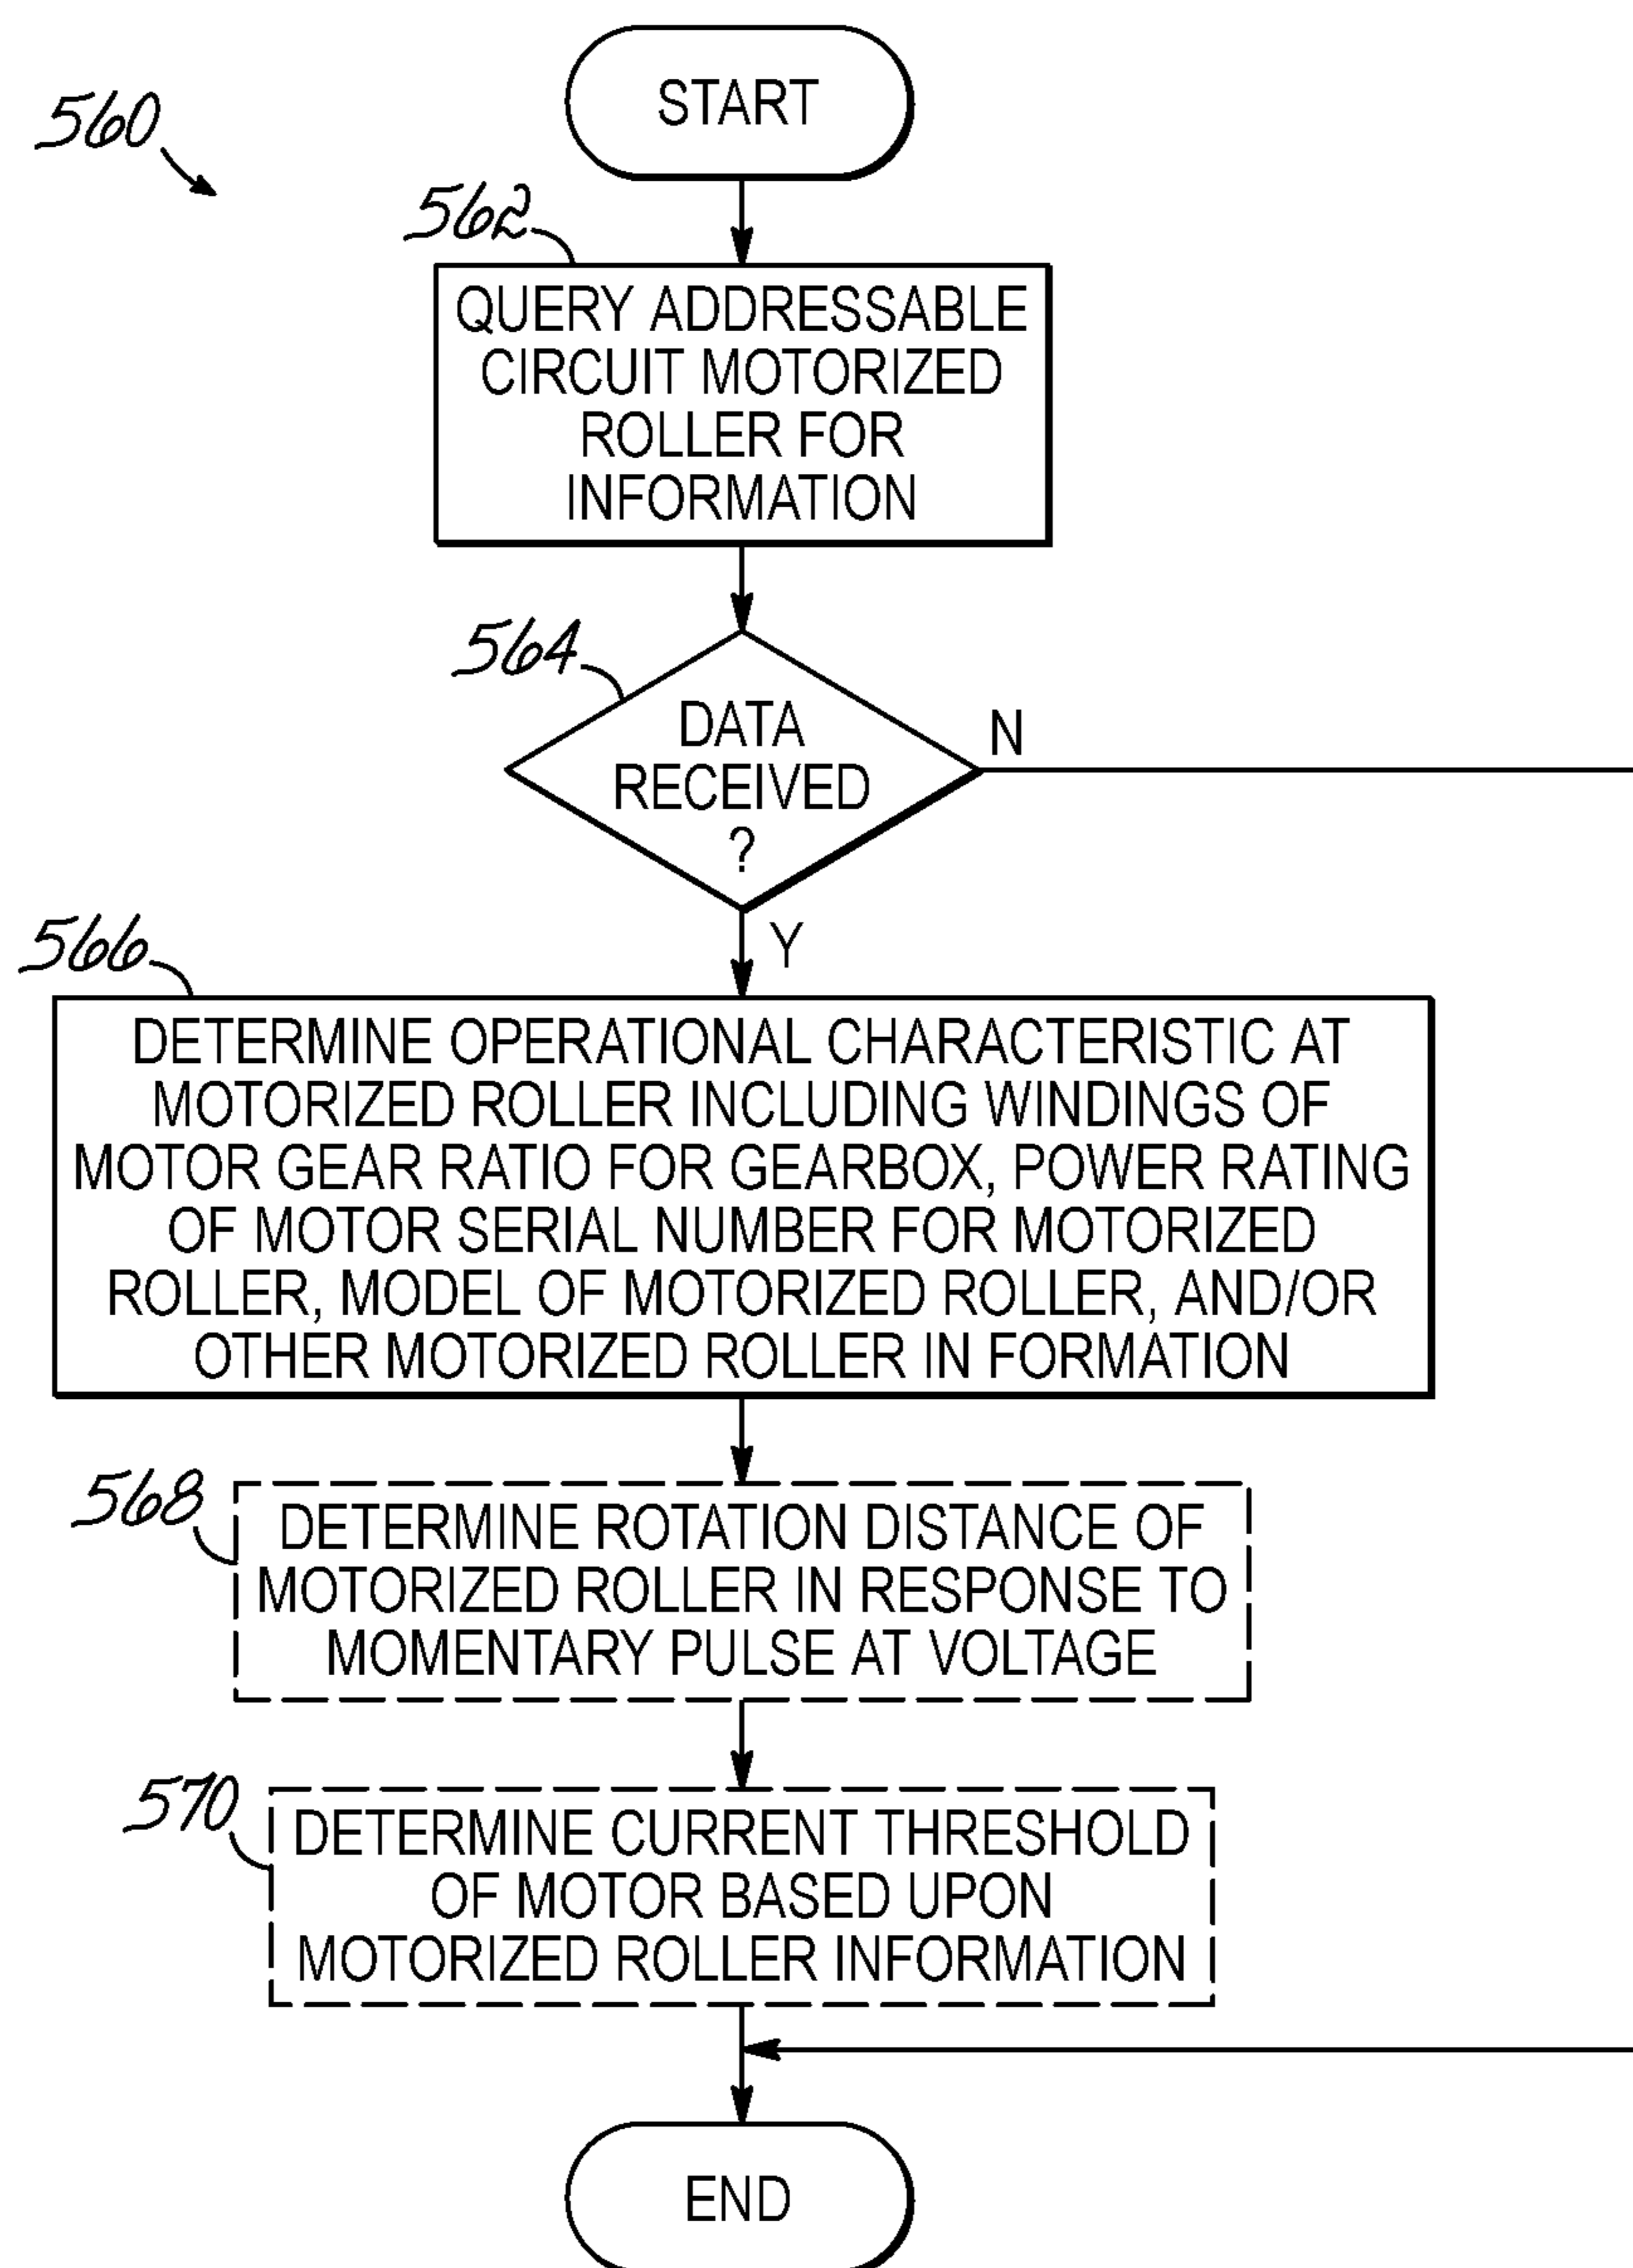 START
560
562
QUERY ADDRESSABLE
CIRCUIT MOTORIZED
ROLLER FOR
INFORMATION
564
DATA
RECEIVED
?
N
Y
566
DETERMINE OPERATIONAL CHARACTERISTIC AT
MOTORIZED ROLLER INCLUDING WINDINGS OF
MOTOR GEAR RATIO FOR GEARBOX, POWER RATING
OF MOTOR SERIAL NUMBER FOR MOTORIZED
ROLLER, MODEL OF MOTORIZED ROLLER, AND/OR
OTHER MOTORIZED ROLLER IN FORMATION
568
DETERMINE ROTATION DISTANCE OF
MOTORIZED ROLLER IN RESPONSE TO
MOMENTARY PULSE AT VOLTAGE
570
DETERMINE CURRENT THRESHOLD
OF MOTOR BASED UPON
MOTORIZED ROLLER INFORMATION
END